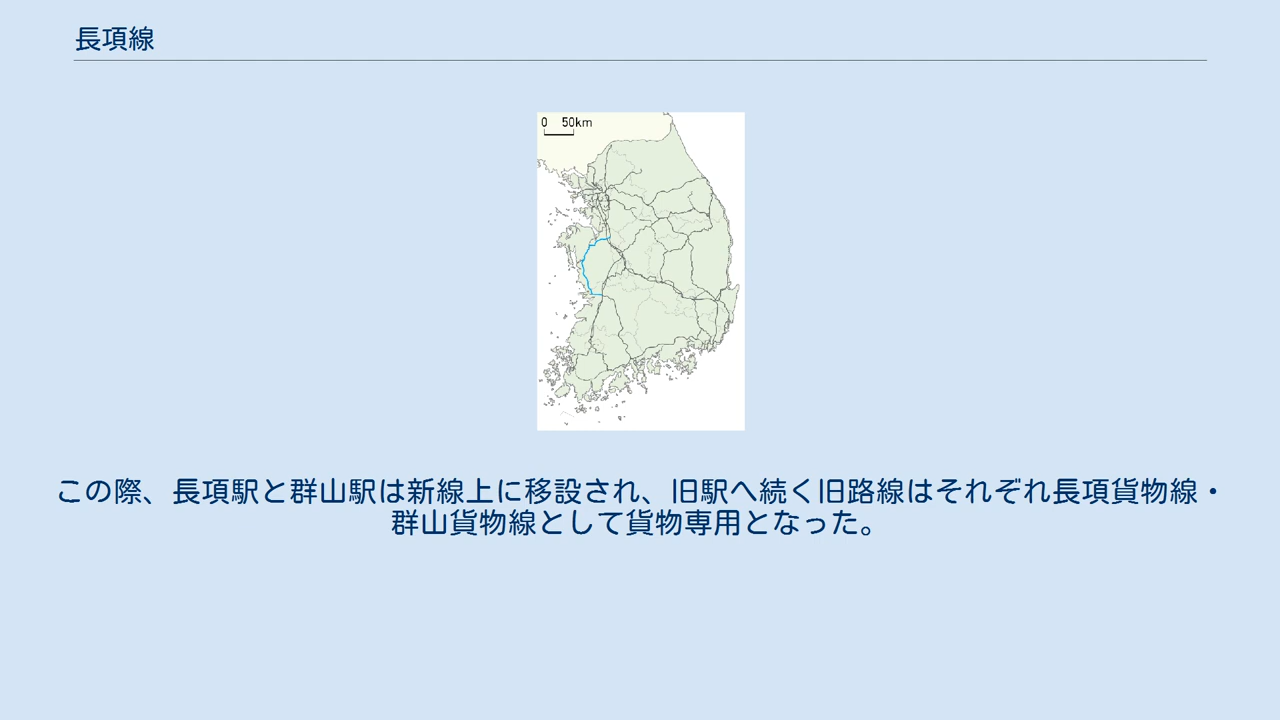 長項線
0 50km
この際、長項駅と群山駅は新線上に移設され、旧駅へ続く旧路線はそれぞれ長項貨物線・
群山貨物線として貨物専用となった。